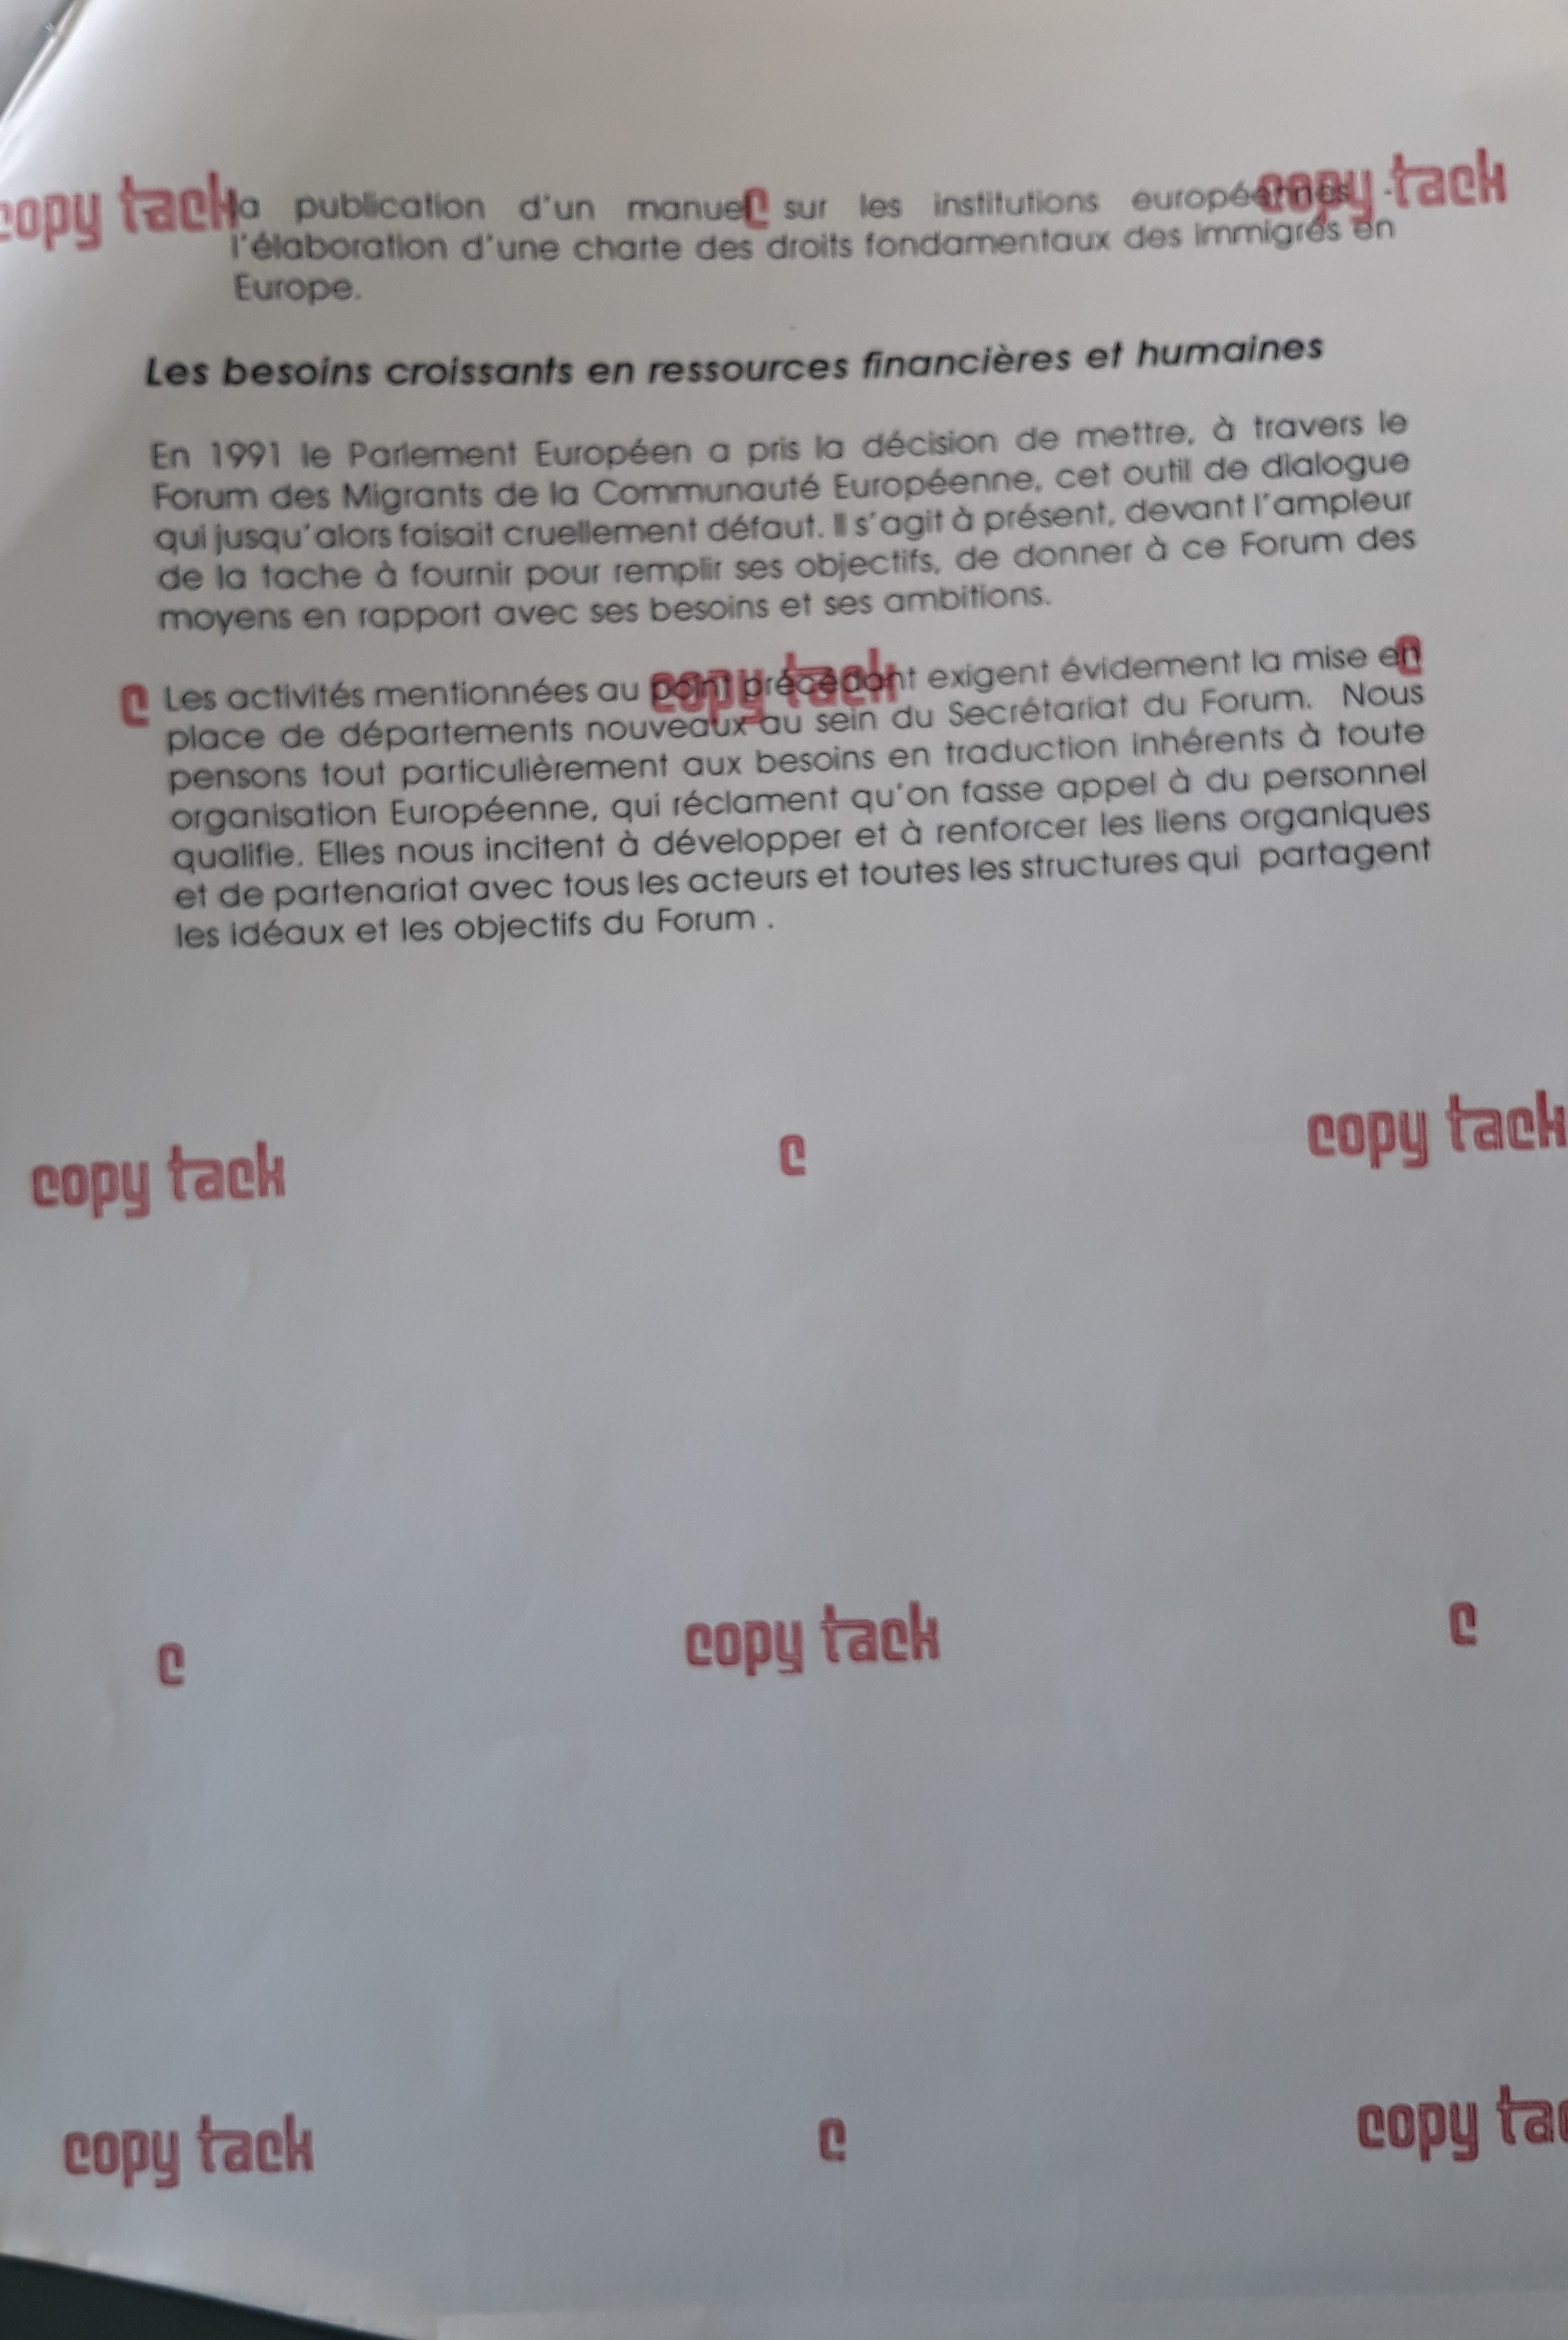 copy tack c copy tack
la publication d'un manuel sur les institutions européennes -
l'élaboration d'une charte des droits fondamentaux des immigrés en
Europe.
Les besoins croissants en ressources financières et humaines
En 1991 le Parlement Européen a pris la décision de mettre, à travers le
Forum des Migrants de la Communauté Européenne, cet outil de dialogue
qui jusqu'alors faisait cruellement défaut. Il s'agit à présent, devant l'ampleur
de la tache à fournir pour remplir ses objectifs, de donner à ce Forum des
moyens en rapport avec ses besoins et ses ambitions.
c copy tack c
Les activités mentionnées au point précédant exigent évidement la mise en
place de départements nouveaux au sein du Secrétariat du Forum. Nous
pensons tout particulièrement aux besoins en traduction inhérents à toute
organisation Européenne, qui réclament qu'on fasse appel à du personnel
qualifie. Elles nous incitent à développer et à renforcer les liens organiques
et de partenariat avec tous les acteurs et toutes les structures qui partagent
les idéaux et les objectifs du Forum .
copy tack c copy tack
c copy tack c
copy tack c copy tac